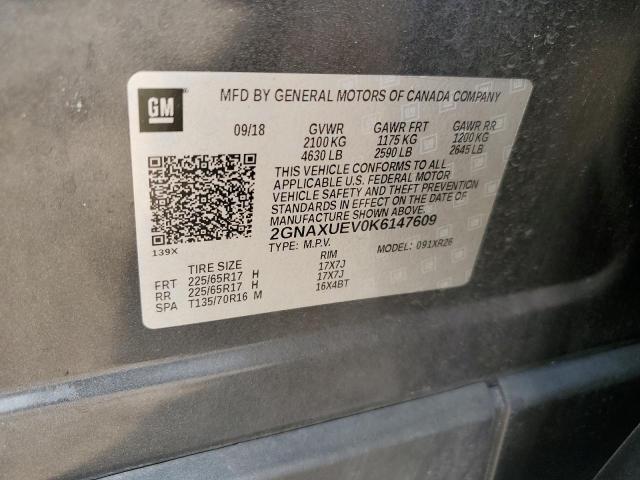 GM
MFD BY GENERAL MOTORS OF CANADA COMPANY
09/18 GVWR GAWR FRT GAWR RR
2100 KG 1175 KG 1200 KG
4630 LB 2590 LB 2645 LB
THIS VEHICLE CONFORMS TO ALL
APPLICABLE U.S. FEDERAL MOTOR
VEHICLE SAFETY AND THEFT PREVENTION
STANDARDS IN EFFECT ON THE DATE OF
MANUFACTURE SHOWN ABOVE.
2GNAXUEV0K6147609
139X TYPE: M.P.V. MODEL: 091XR26
TIRE SIZE RIM
FRT 225/65R17 H 17X7J
RR 225/65R17 H 17X7J
SPA T135/70R16 M 16X4BT